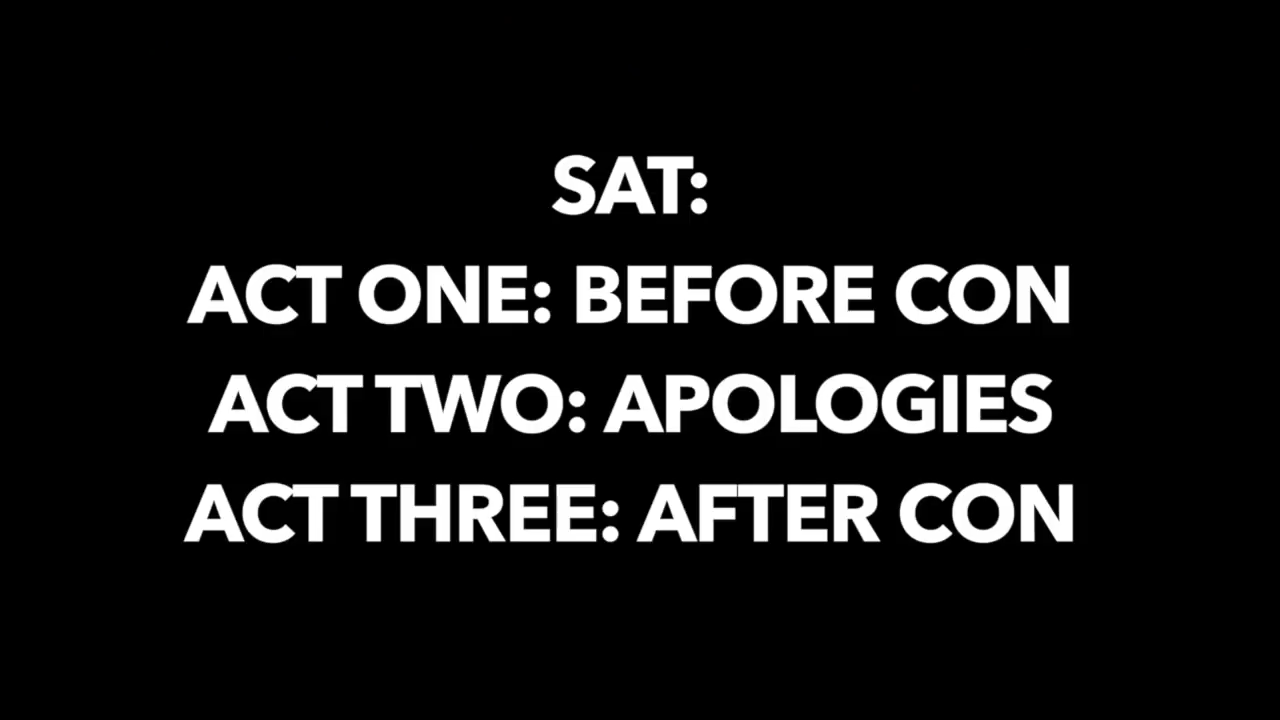 SAT:
ACT ONE: BEFORE CON
ACT TWO: APOLOGIES
ACT THREE: AFTER CON